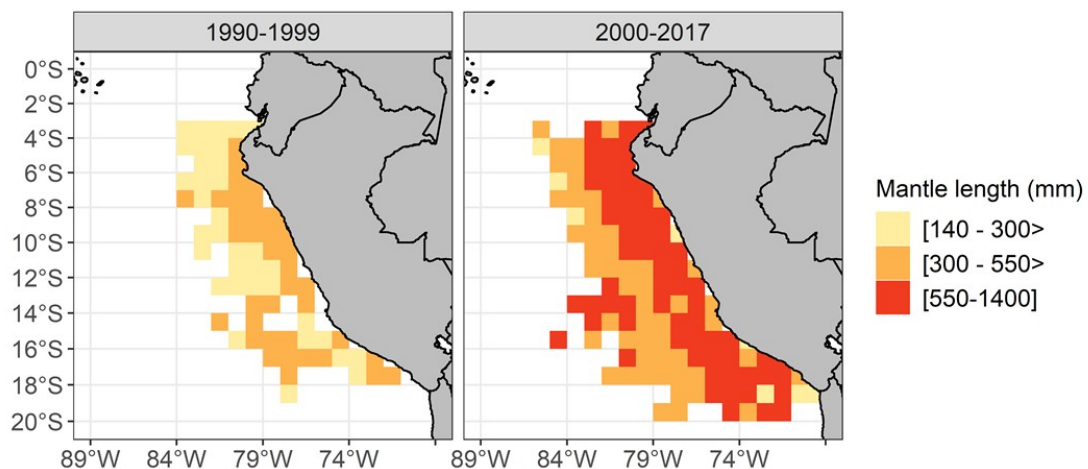 1990-1999
2000-2017
0°S
2°S
4°S
6°S
8°S
10°S
12°S
14°S
16°S
18°S
20°S
89°W 84°W 79°W 74°W
89°W 84°W 79°W 74°W
Mantle length (mm)
[140 - 300>
[300 - 550>
[550-1400]